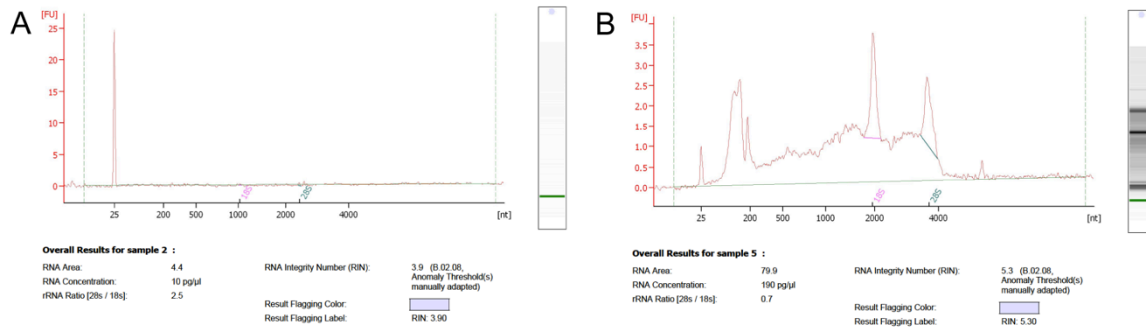 A
[FU]
25
20
15
10
5
0
18S
28S
25 200 500 1000 2000 4000 [nt]
Overall Results for sample 2 :
RNA Area: 4.4
RNA Concentration: 10 pg/µl
rRNA Ratio [28s / 18s]: 2.5
RNA Integrity Number (RIN): 3.9 (B.02.08,
Anomaly Threshold(s)
manually adapted)
Result Flagging Color:
Result Flagging Label: RIN: 3.90
B
[FU]
3.5
3.0
2.5
2.0
1.5
1.0
0.5
0.0
18S
28S
25 200 500 1000 2000 4000 [nt]
Overall Results for sample 5 :
RNA Area: 79.9
RNA Concentration: 190 pg/µl
rRNA Ratio [28s / 18s]: 0.7
RNA Integrity Number (RIN): 5.3 (B.02.08,
Anomaly Threshold(s)
manually adapted)
Result Flagging Color:
Result Flagging Label: RIN: 5.30